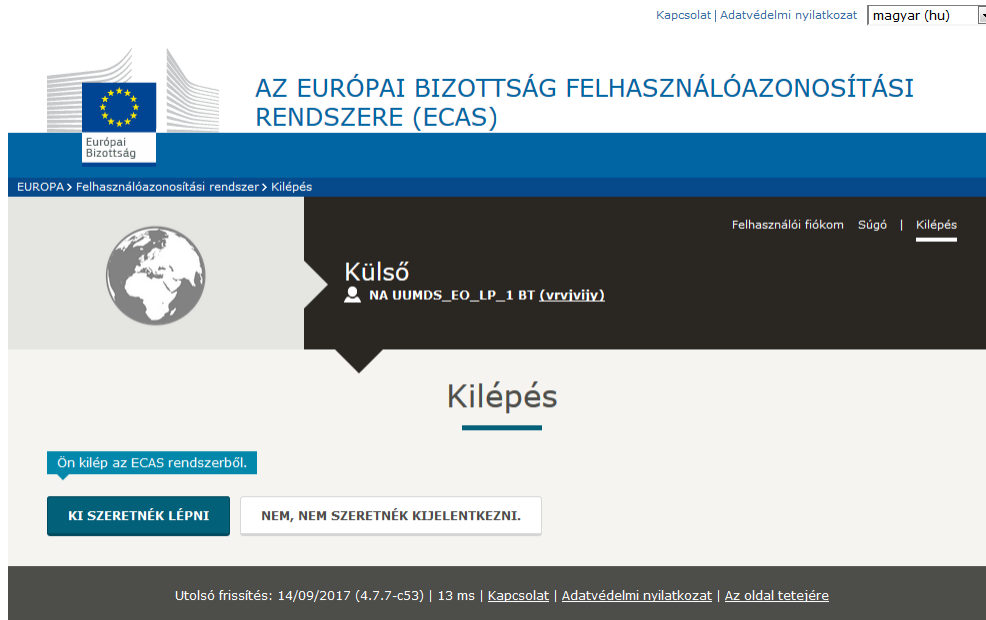 Kapcsolat | Adatvédelmi nyilatkozat magyar (hu)
AZ EURÓPAI BIZOTTSÁG FELHASZNÁLÓAZONOSÍTÁSI
RENDSZERE (ECAS)
Európai
Bizottság
EUROPA > Felhasználóazonosítási rendszer > Kilépés
Felhasználói fiókom Súgó | Kilépés
Külső
NA UUMDS_EO_LP_1 BT (vrvjvijv)
Kilépés
Ön kilép az ECAS rendszerből.
KI SZERETNÉK LÉPNI NEM, NEM SZERETNÉK KIJELENTKEZNI.
Utolsó frissítés: 14/09/2017 (4.7.7-c53) | 13 ms | Kapcsolat | Adatvédelmi nyilatkozat | Az oldal tetejére